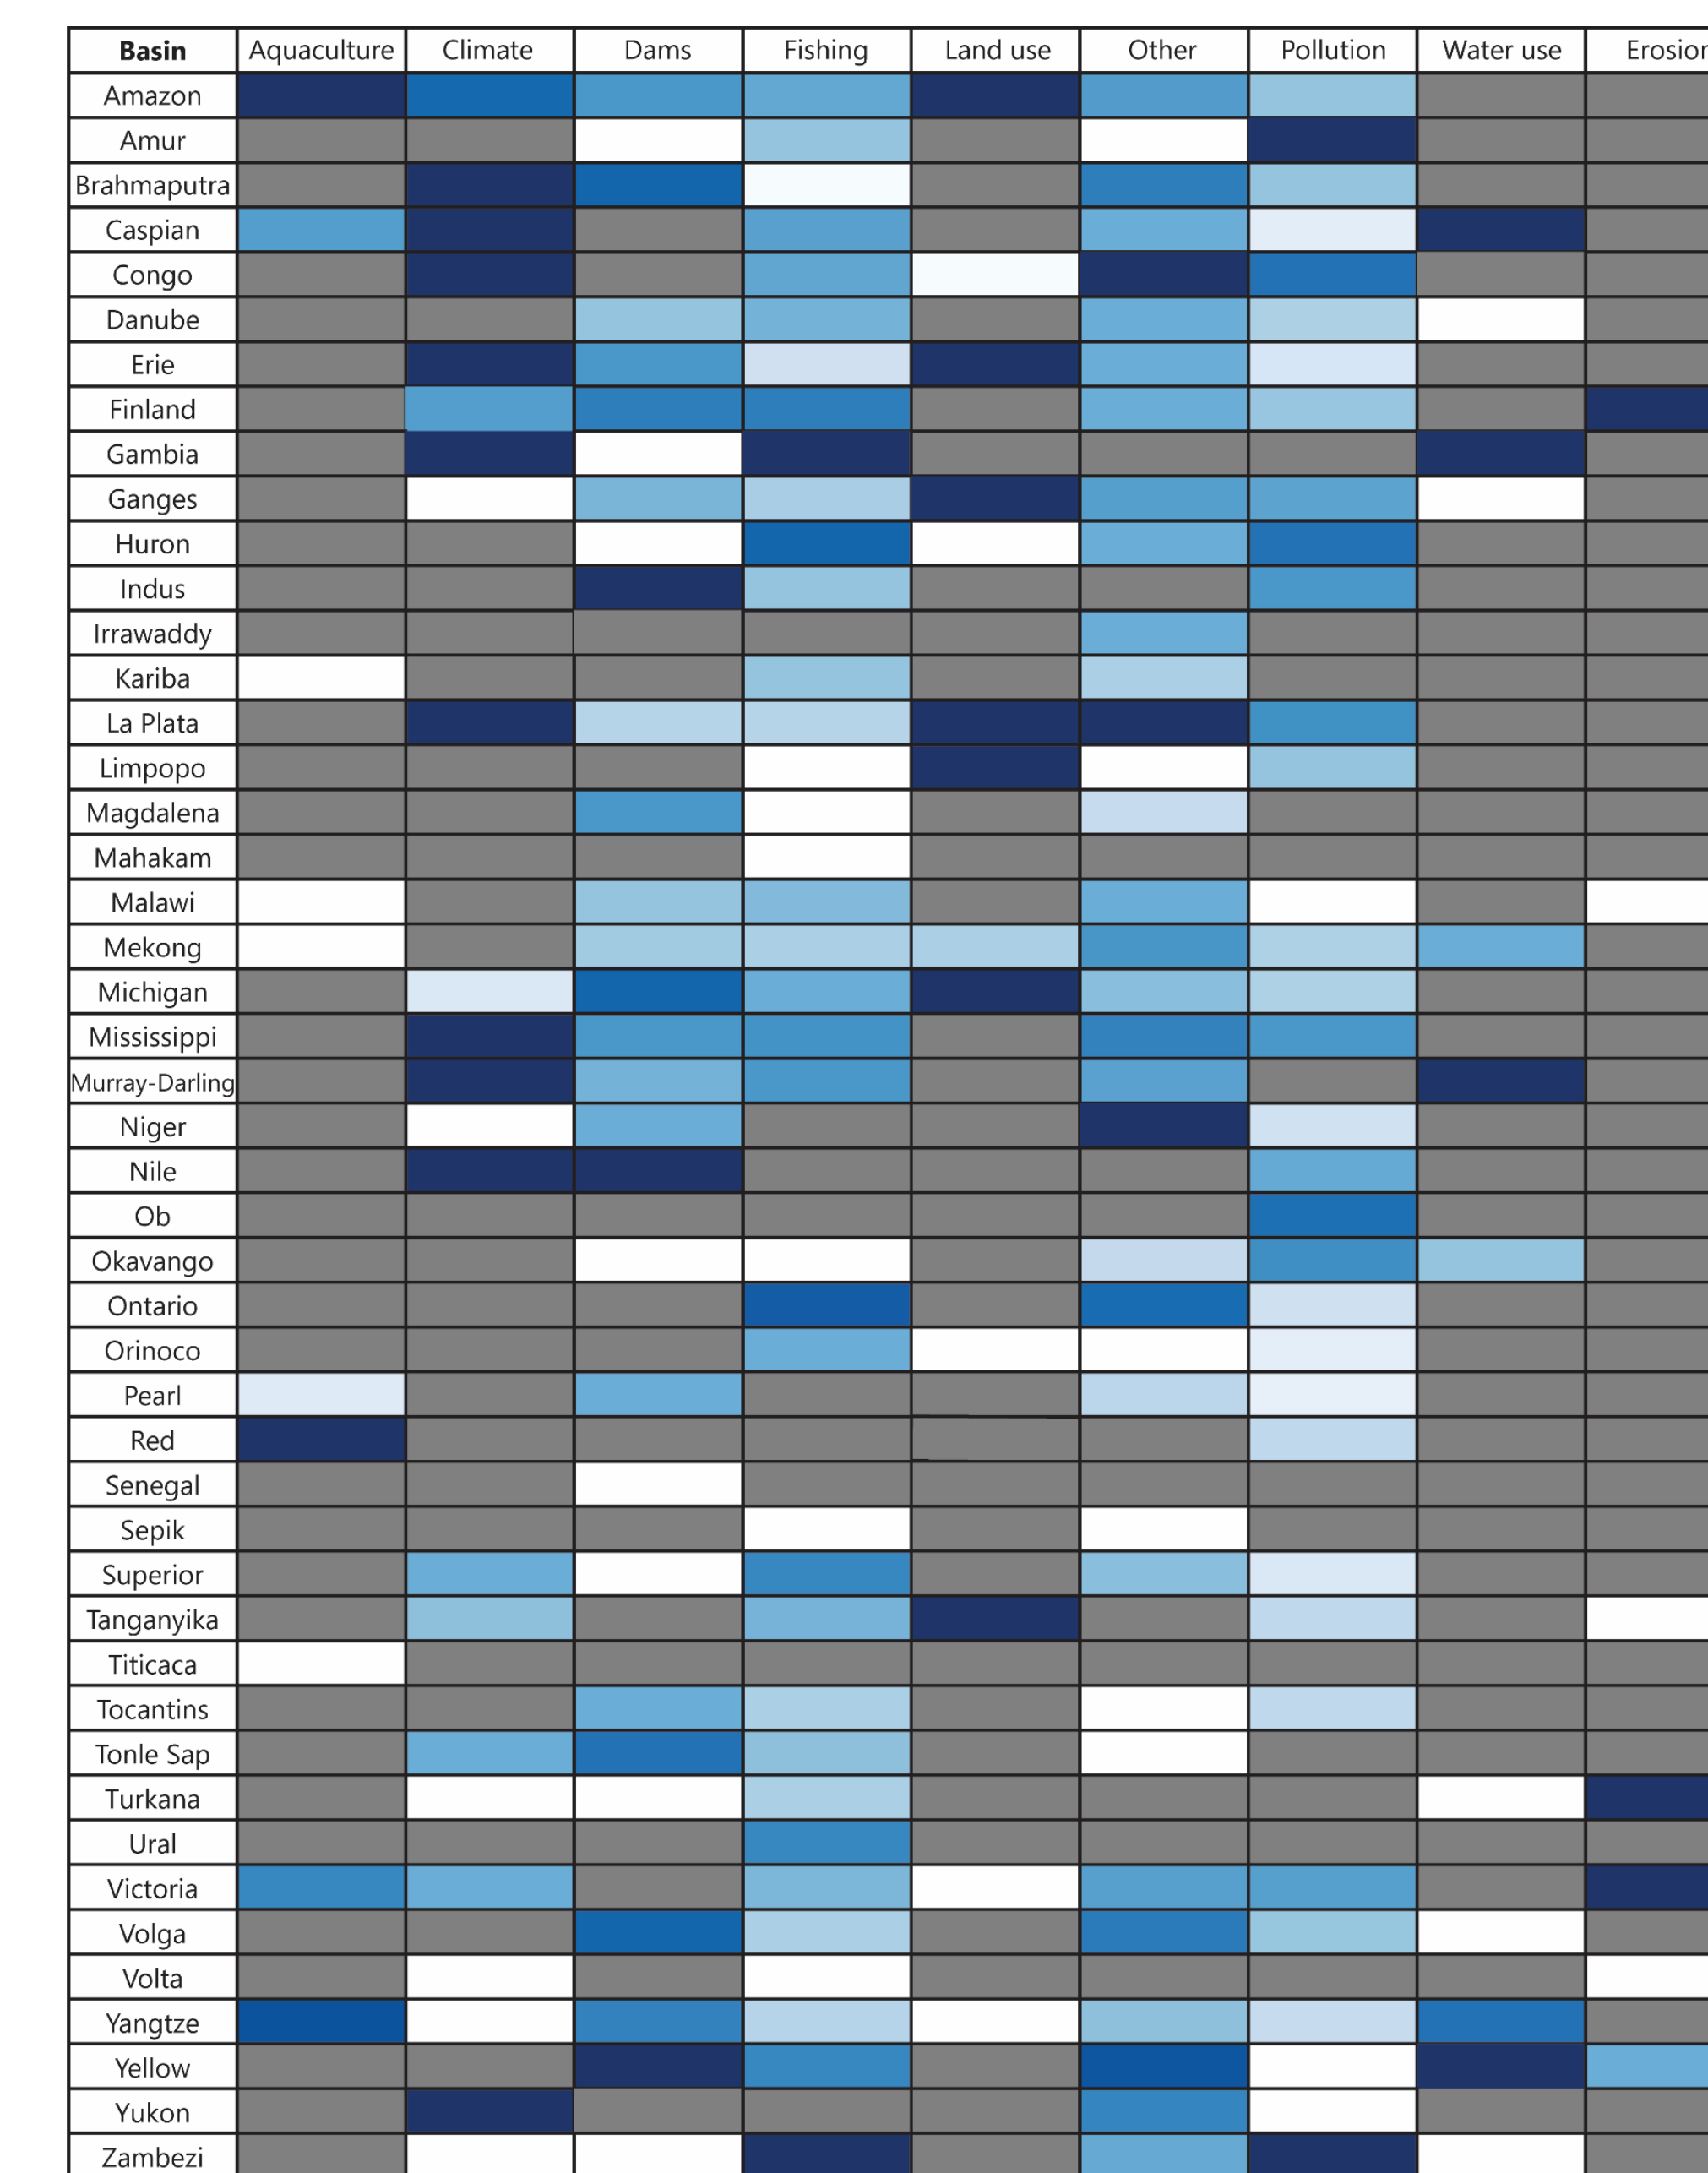 Basin Aquaculture Climate Dams Fishing Land use Other Pollution Water use Erosion
Amazon
Amur
Brahmaputra
Caspian
Congo
Danube
Erie
Finland
Gambia
Ganges
Huron
Indus
Irrawaddy
Kariba
La Plata
Limpopo
Magdalena
Mahakam
Malawi
Mekong
Michigan
Mississippi
Murray-Darling
Niger
Nile
Ob
Okavango
Ontario
Orinoco
Pearl
Red
Senegal
Sepik
Superior
Tanganyika
Titicaca
Tocantins
Tonle Sap
Turkana
Ural
Victoria
Volga
Volta
Yangtze
Yellow
Yukon
Zambezi